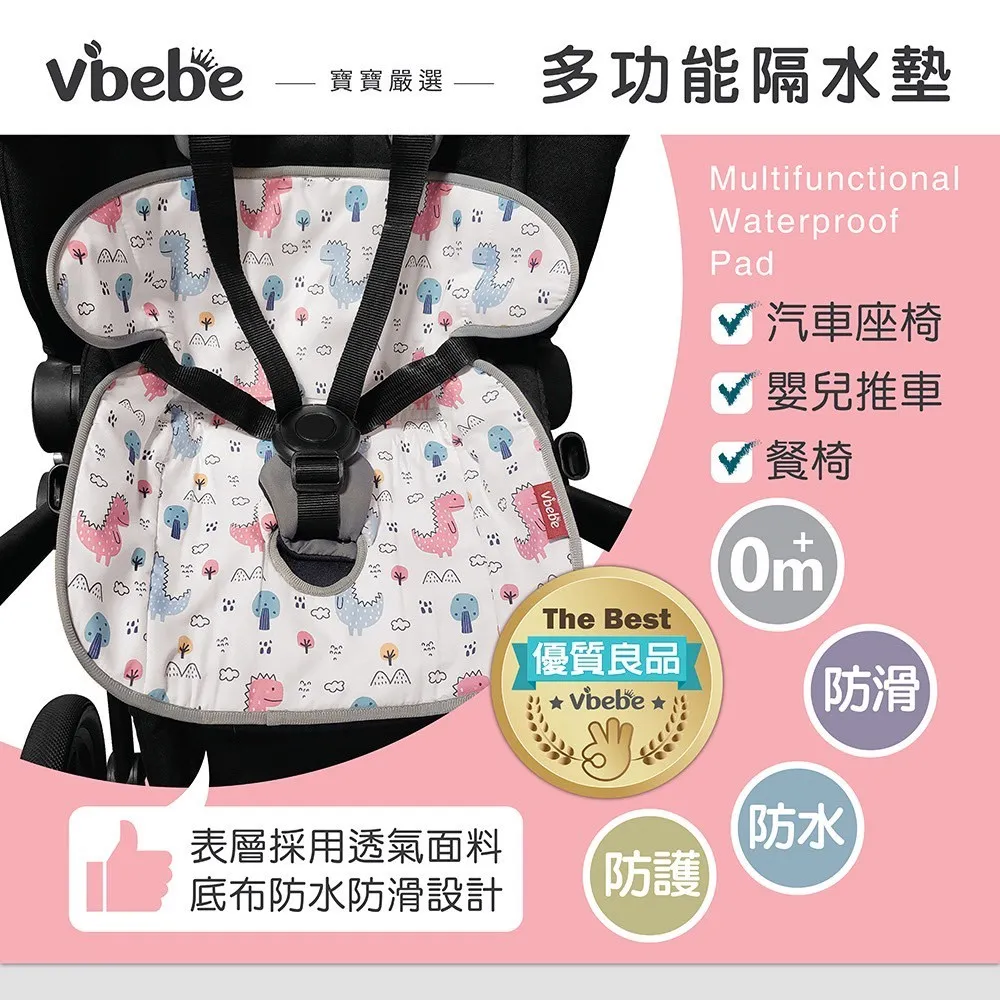 Vbebe
寶寶嚴選
多功能隔水墊
Multifunctional
Waterproof
Pad
汽車座椅
嬰兒推車
餐椅
0m+
Vbebe
The Best
優質良品
Vbebe
防滑
防水
防護
表層採用透氣面料
底布防水防滑設計